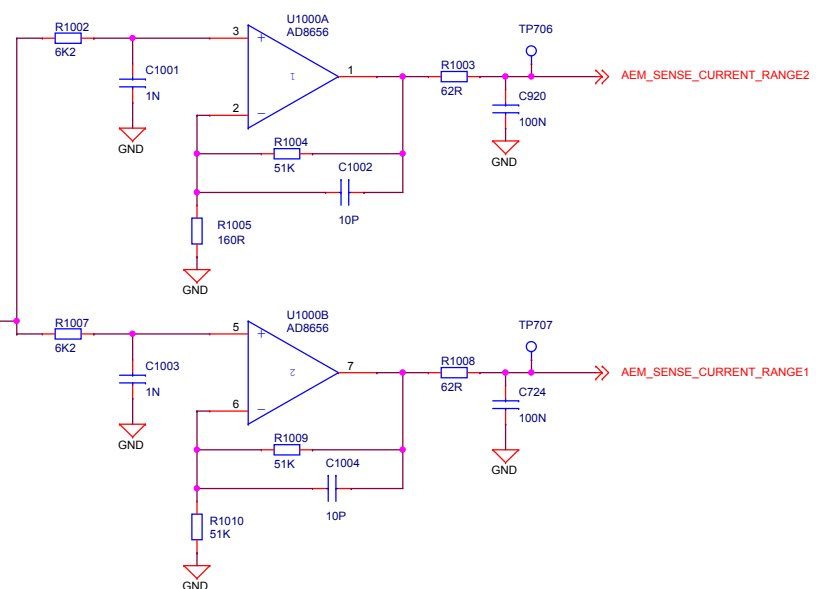 R1002
6K2
C1001
1N
GND
U1000A
AD8656
3
+
1
1
2
−
R1004
51K
C1002
10P
R1005
160R
GND
R1003
62R
TP706
C920
100N
GND
AEM_SENSE_CURRENT_RANGE2
R1007
6K2
C1003
1N
GND
U1000B
AD8656
5
+
2
7
6
−
R1009
51K
C1004
10P
R1010
51K
GND
R1008
62R
TP707
C724
100N
GND
AEM_SENSE_CURRENT_RANGE1